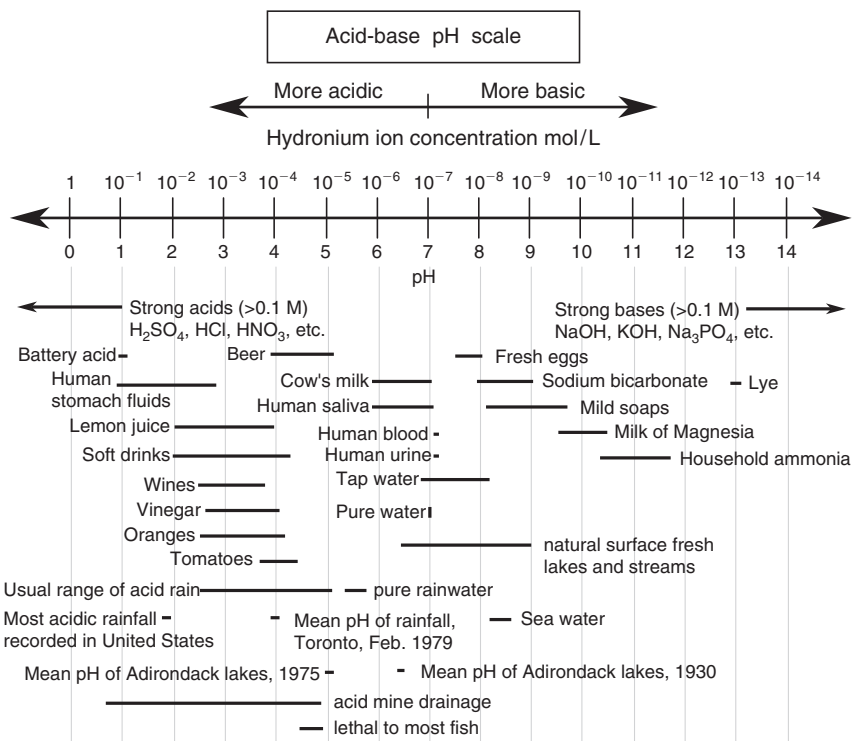 Acid-base pH scale
More acidic
More basic
Hydronium ion concentration mol/L
1 10⁻¹ 10⁻² 10⁻³ 10⁻⁴ 10⁻⁵ 10⁻⁶ 10⁻⁷ 10⁻⁸ 10⁻⁹ 10⁻¹⁰ 10⁻¹¹ 10⁻¹² 10⁻¹³ 10⁻¹⁴
0 1 2 3 4 5 6 7 8 9 10 11 12 13 14
pH
Strong acids (>0.1 M)
H₂SO₄, HCl, HNO₃, etc.
Strong bases (>0.1 M)
NaOH, KOH, Na₃PO₄, etc.
Battery acid
Beer
Fresh eggs
Human
stomach fluids
Cow's milk
Sodium bicarbonate
Lye
Human saliva
Mild soaps
Lemon juice
Human blood
Milk of Magnesia
Soft drinks
Human urine
Household ammonia
Wines
Tap water
Vinegar
Pure water
Oranges
natural surface fresh
lakes and streams
Tomatoes
Usual range of acid rain
pure rainwater
Most acidic rainfall
recorded in United States
Mean pH of rainfall,
Toronto, Feb. 1979
Sea water
Mean pH of Adirondack lakes, 1975
Mean pH of Adirondack lakes, 1930
acid mine drainage
lethal to most fish